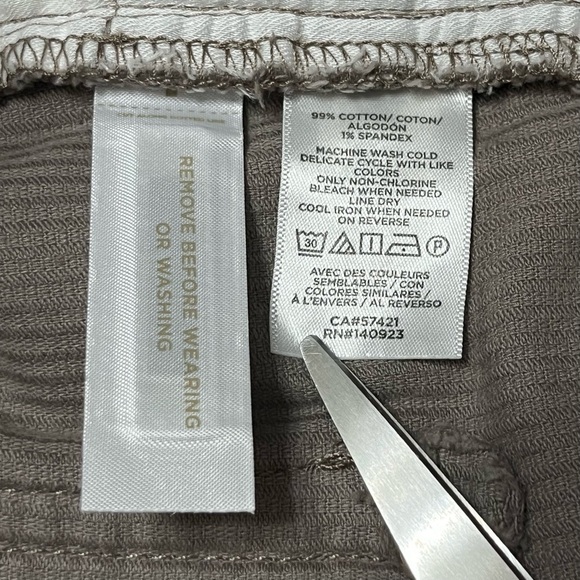 REMOVE BEFORE WEARING
OR WASHING
99% COTTON/ COTON/
ALGODÓN
1% SPANDEX
MACHINE WASH COLD
DELICATE CYCLE WITH LIKE
COLORS
ONLY NON-CHLORINE
BLEACH WHEN NEEDED
LINE DRY
COOL IRON WHEN NEEDED
ON REVERSE
30
P
AVEC DES COULEURS
SEMBLABLES / CON
COLORES SIMILARES /
À L'ENVERS / AL REVERSO
CA#57421
RN#140923